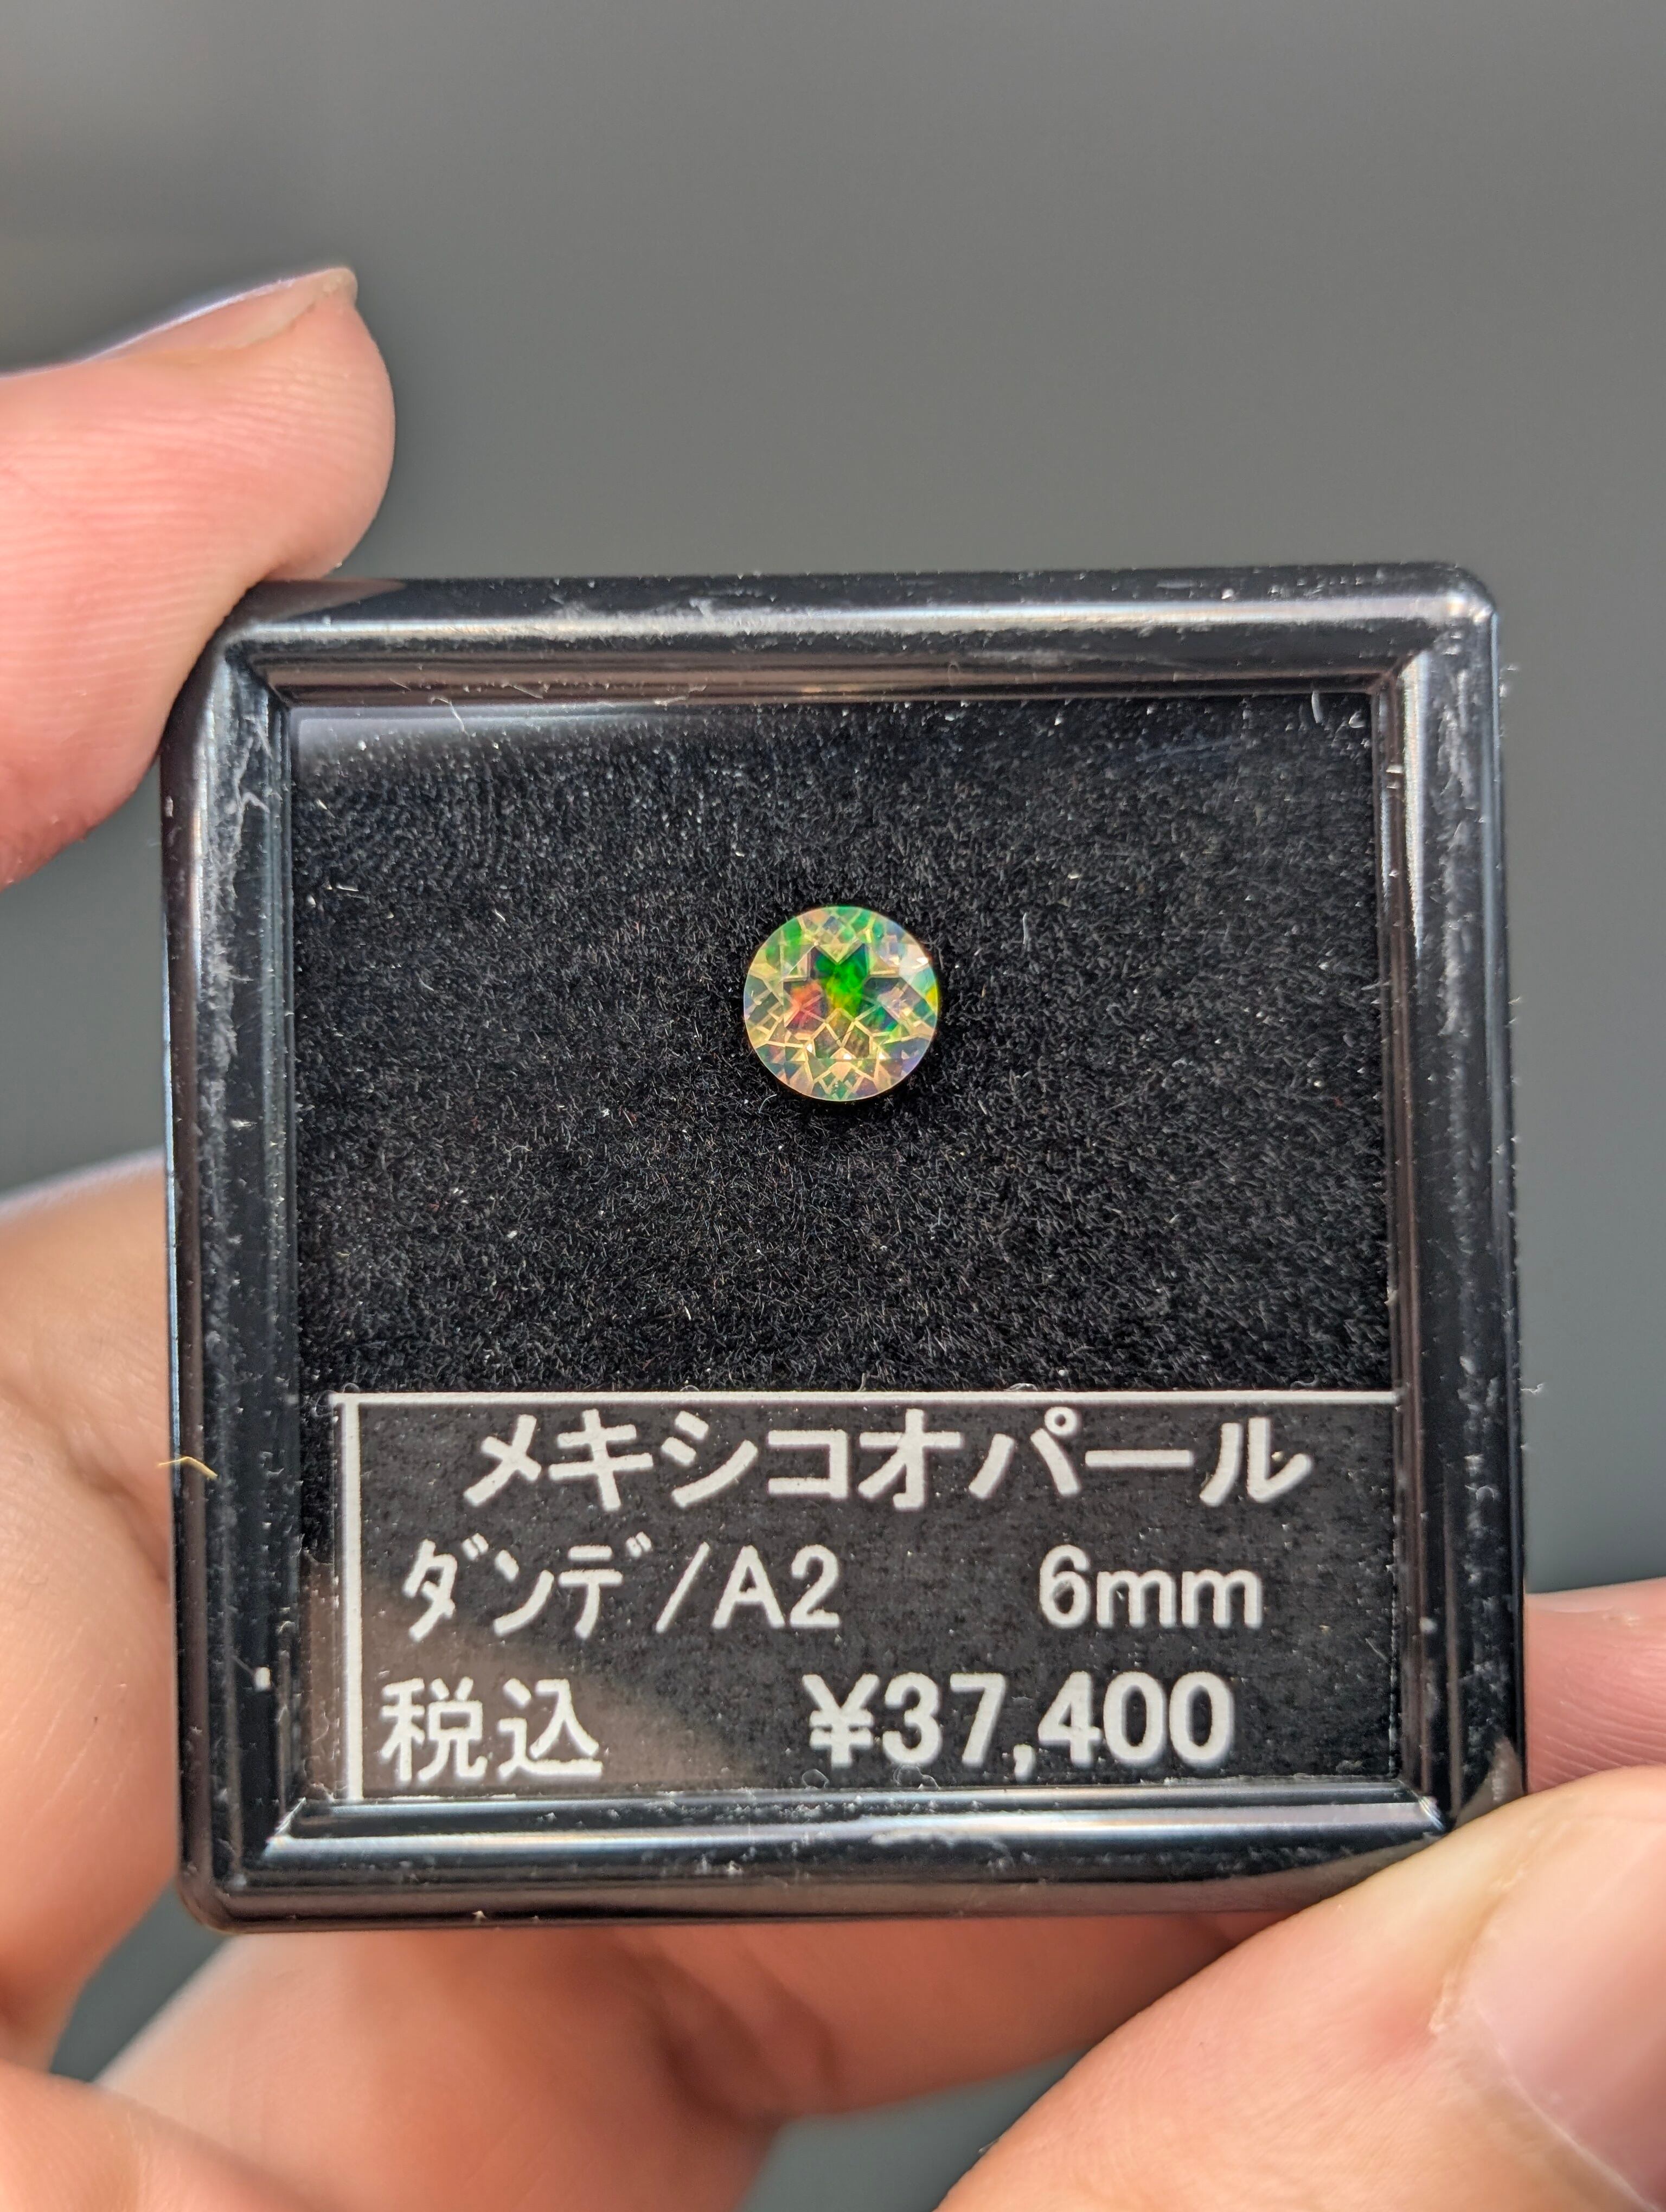 メキシコオパール
ﾀﾞﾝﾃﾞ/A2 6mm
税込 ¥37,400